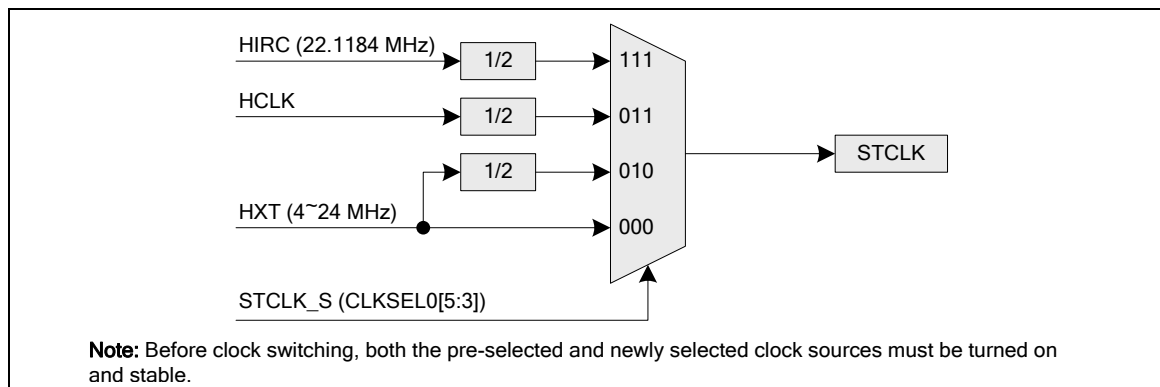 HIRC (22.1184 MHz)
1/2
111
HCLK
1/2
011
1/2
010
STCLK
HXT (4~24 MHz)
000
STCLK_S (CLKSEL0[5:3])
Note: Before clock switching, both the pre-selected and newly selected clock sources must be turned on
and stable.